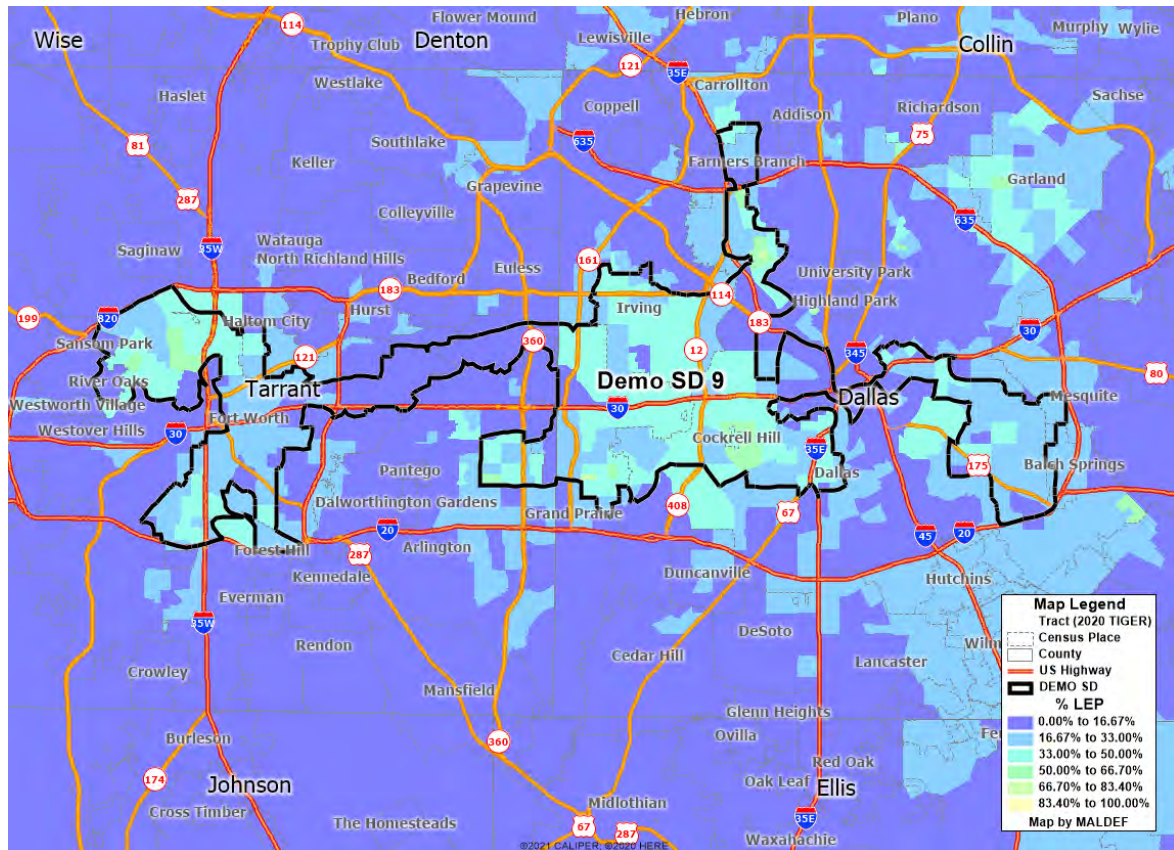 Flower Mound
Hebron
Plano
114
Wise
Trophy Club
Denton
Lewisville
Collin
Murphy
Wylie
121
35E
Westlake
Carrollton
Haslet
Coppell
Addison
Richardson
Sachse
81
Southlake
635
75
Keller
Farmers Branch
Garland
287
Grapevine
Colleyville
635
Saginaw
35W
Watauga
North Richland Hills
Euless
161
University Park
Bedford
183
114
Irving
Highland Park
199
820
Haltom City
Hurst
183
30
Sansom Park
121
360
12
345
River Oaks
Tarrant
Demo SD 9
Dallas
80
Westworth Village
Fort Worth
30
Mesquite
Westover Hills
30
Cockrell Hill
35E
Pantego
Dallas
175
Balch Springs
Dalworthington Gardens
Grand Prairie
408
67
20
Arlington
45
20
Forest Hill
287
Kennedale
Duncanville
Hutchins
Everman
35W
DeSoto
Rendon
Cedar Hill
Lancaster
Wilm
Crowley
Mansfield
Glenn Heights
Ovilla
Fer
Burleson
360
Red Oak
174
Johnson
Oak Leaf
Ellis
Cross Timber
Midlothian
35E
The Homesteads
67
287
Waxahachie
©2021 CALIPER; ©2020 HERE
Map Legend
Tract (2020 TIGER)
Census Place
County
US Highway
DEMO SD
% LEP
0.00% to 16.67%
16.67% to 33.00%
33.00% to 50.00%
50.00% to 66.70%
66.70% to 83.40%
83.40% to 100.00%
Map by MALDEF